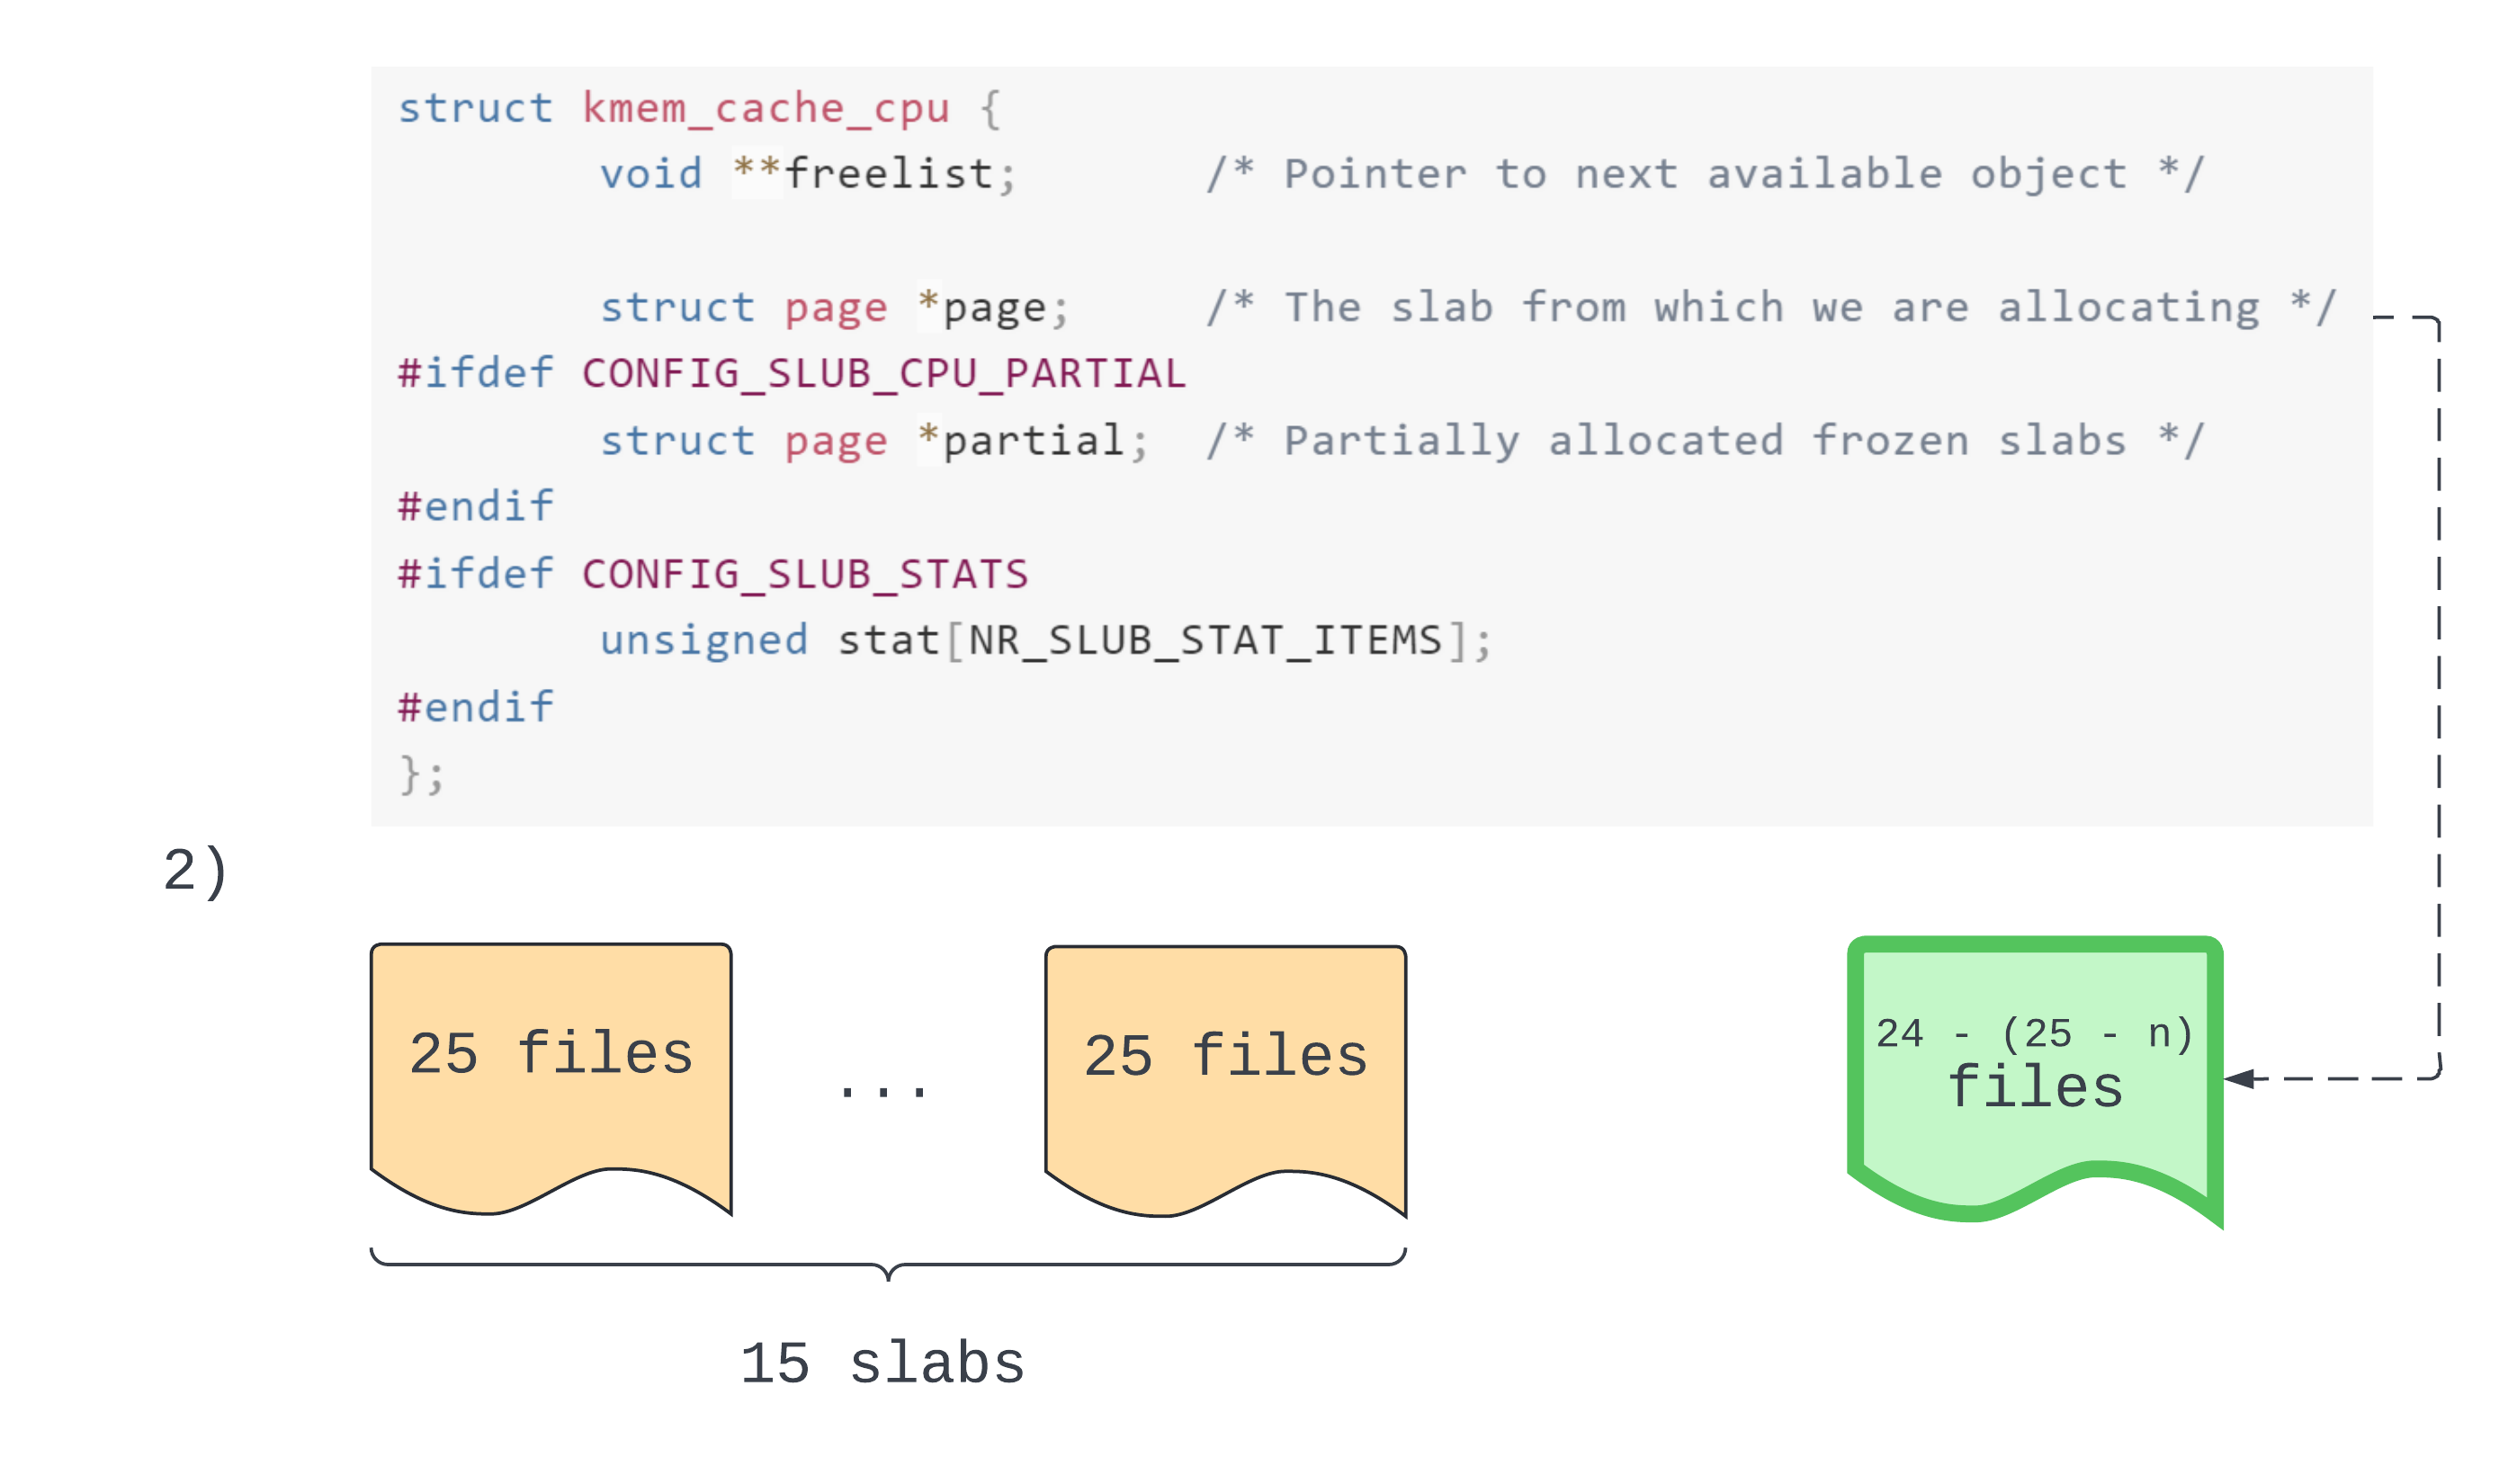 struct kmem_cache_cpu {
void **freelist; /* Pointer to next available object */
struct page *page; /* The slab from which we are allocating */
#ifdef CONFIG_SLUB_CPU_PARTIAL
struct page *partial; /* Partially allocated frozen slabs */
#endif
#ifdef CONFIG_SLUB_STATS
unsigned stat[NR_SLUB_STAT_ITEMS];
#endif
};
2)
25 files
...
25 files
24 - (25 - n)
files
15 slabs